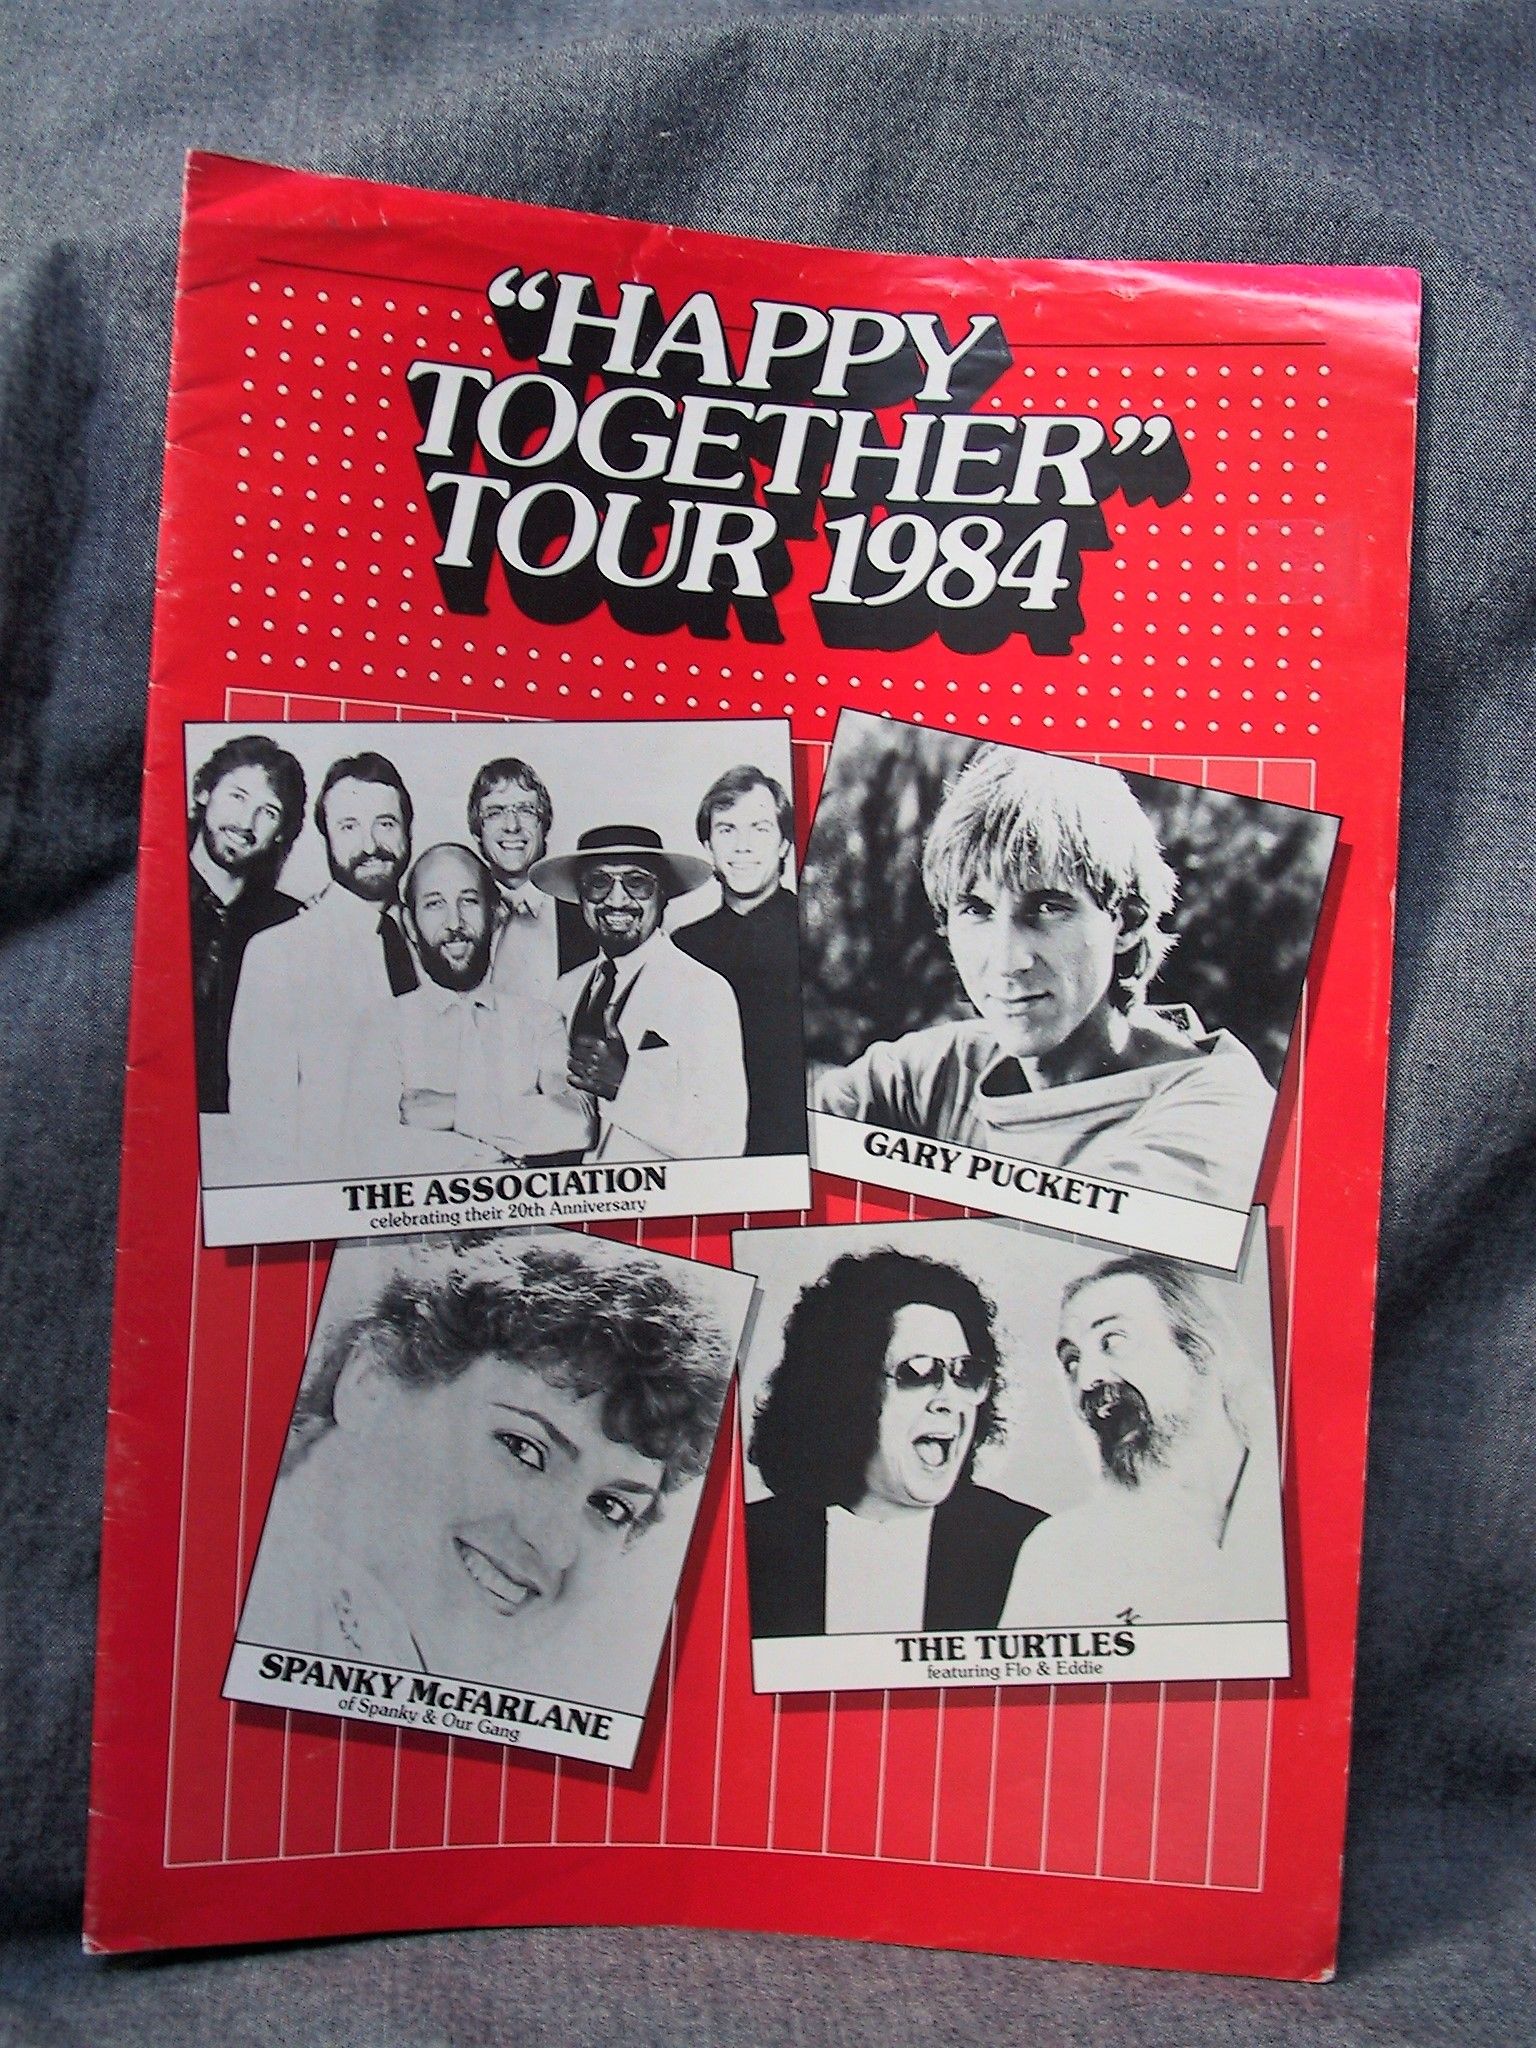 “HAPPY
TOGETHER”
TOUR 1984
THE ASSOCIATION
celebrating their 20th Anniversary
GARY PUCKETT
SPANKY McFARLANE
of Spanky & Our Gang
THE TURTLES
featuring Flo & Eddie